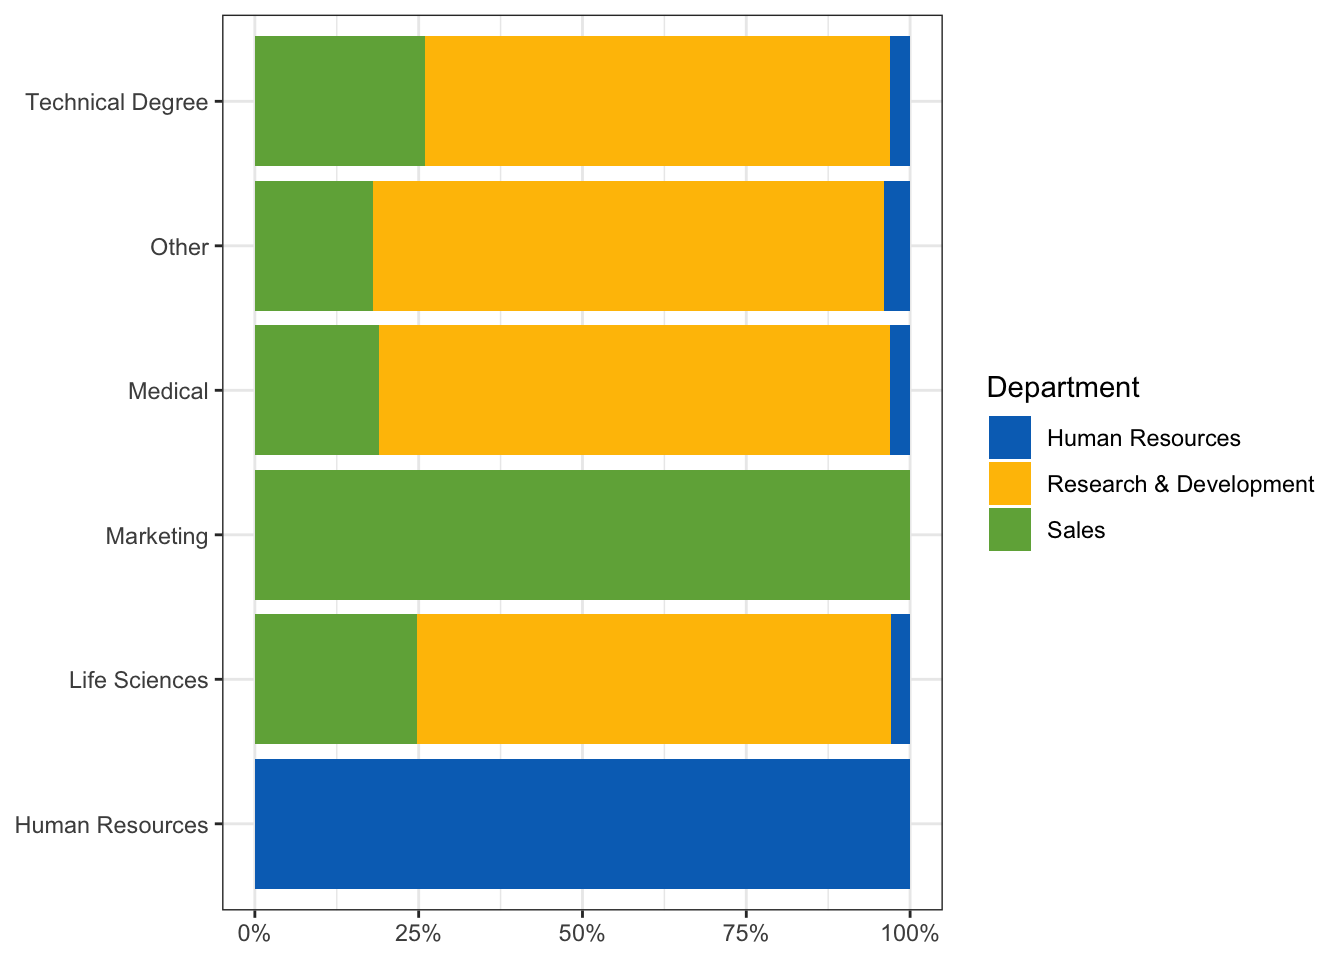 Technical Degree
Other
Medical
Marketing
Life Sciences
Human Resources
0% 25% 50% 75% 100%
Department
Human Resources
Research & Development
Sales